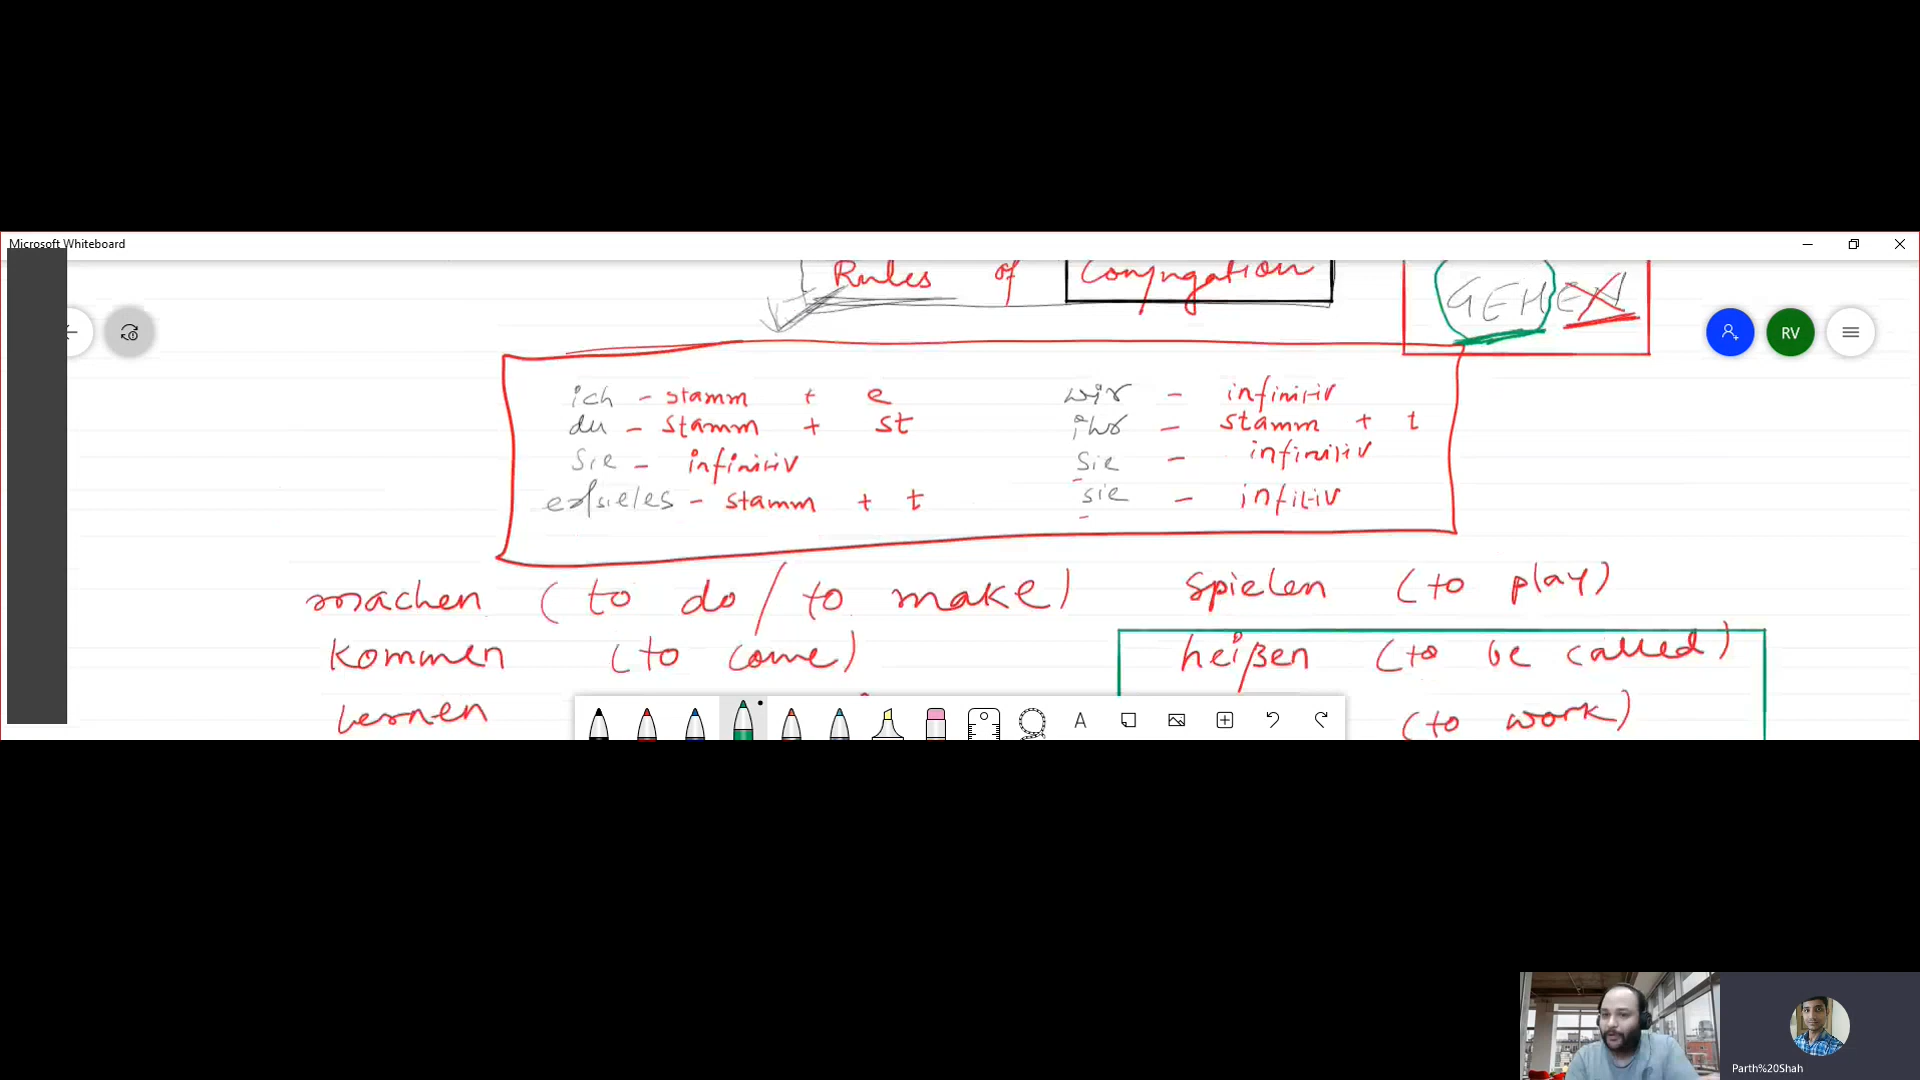 Microsoft Whiteboard
Rules of Conjugation
GEHEN
RV
ich - stamm + e
du - stamm + st
Sie - infinitiv
er/sie/es - stamm + t
wir - infinitiv
ihr - stamm + t
Sie - infinitiv
sie - infitiv
machen (to do / to make)
spielen (to play)
kommen (to come)
heißen (to be called)
lernen
(to work)
A
Parth%20Shah